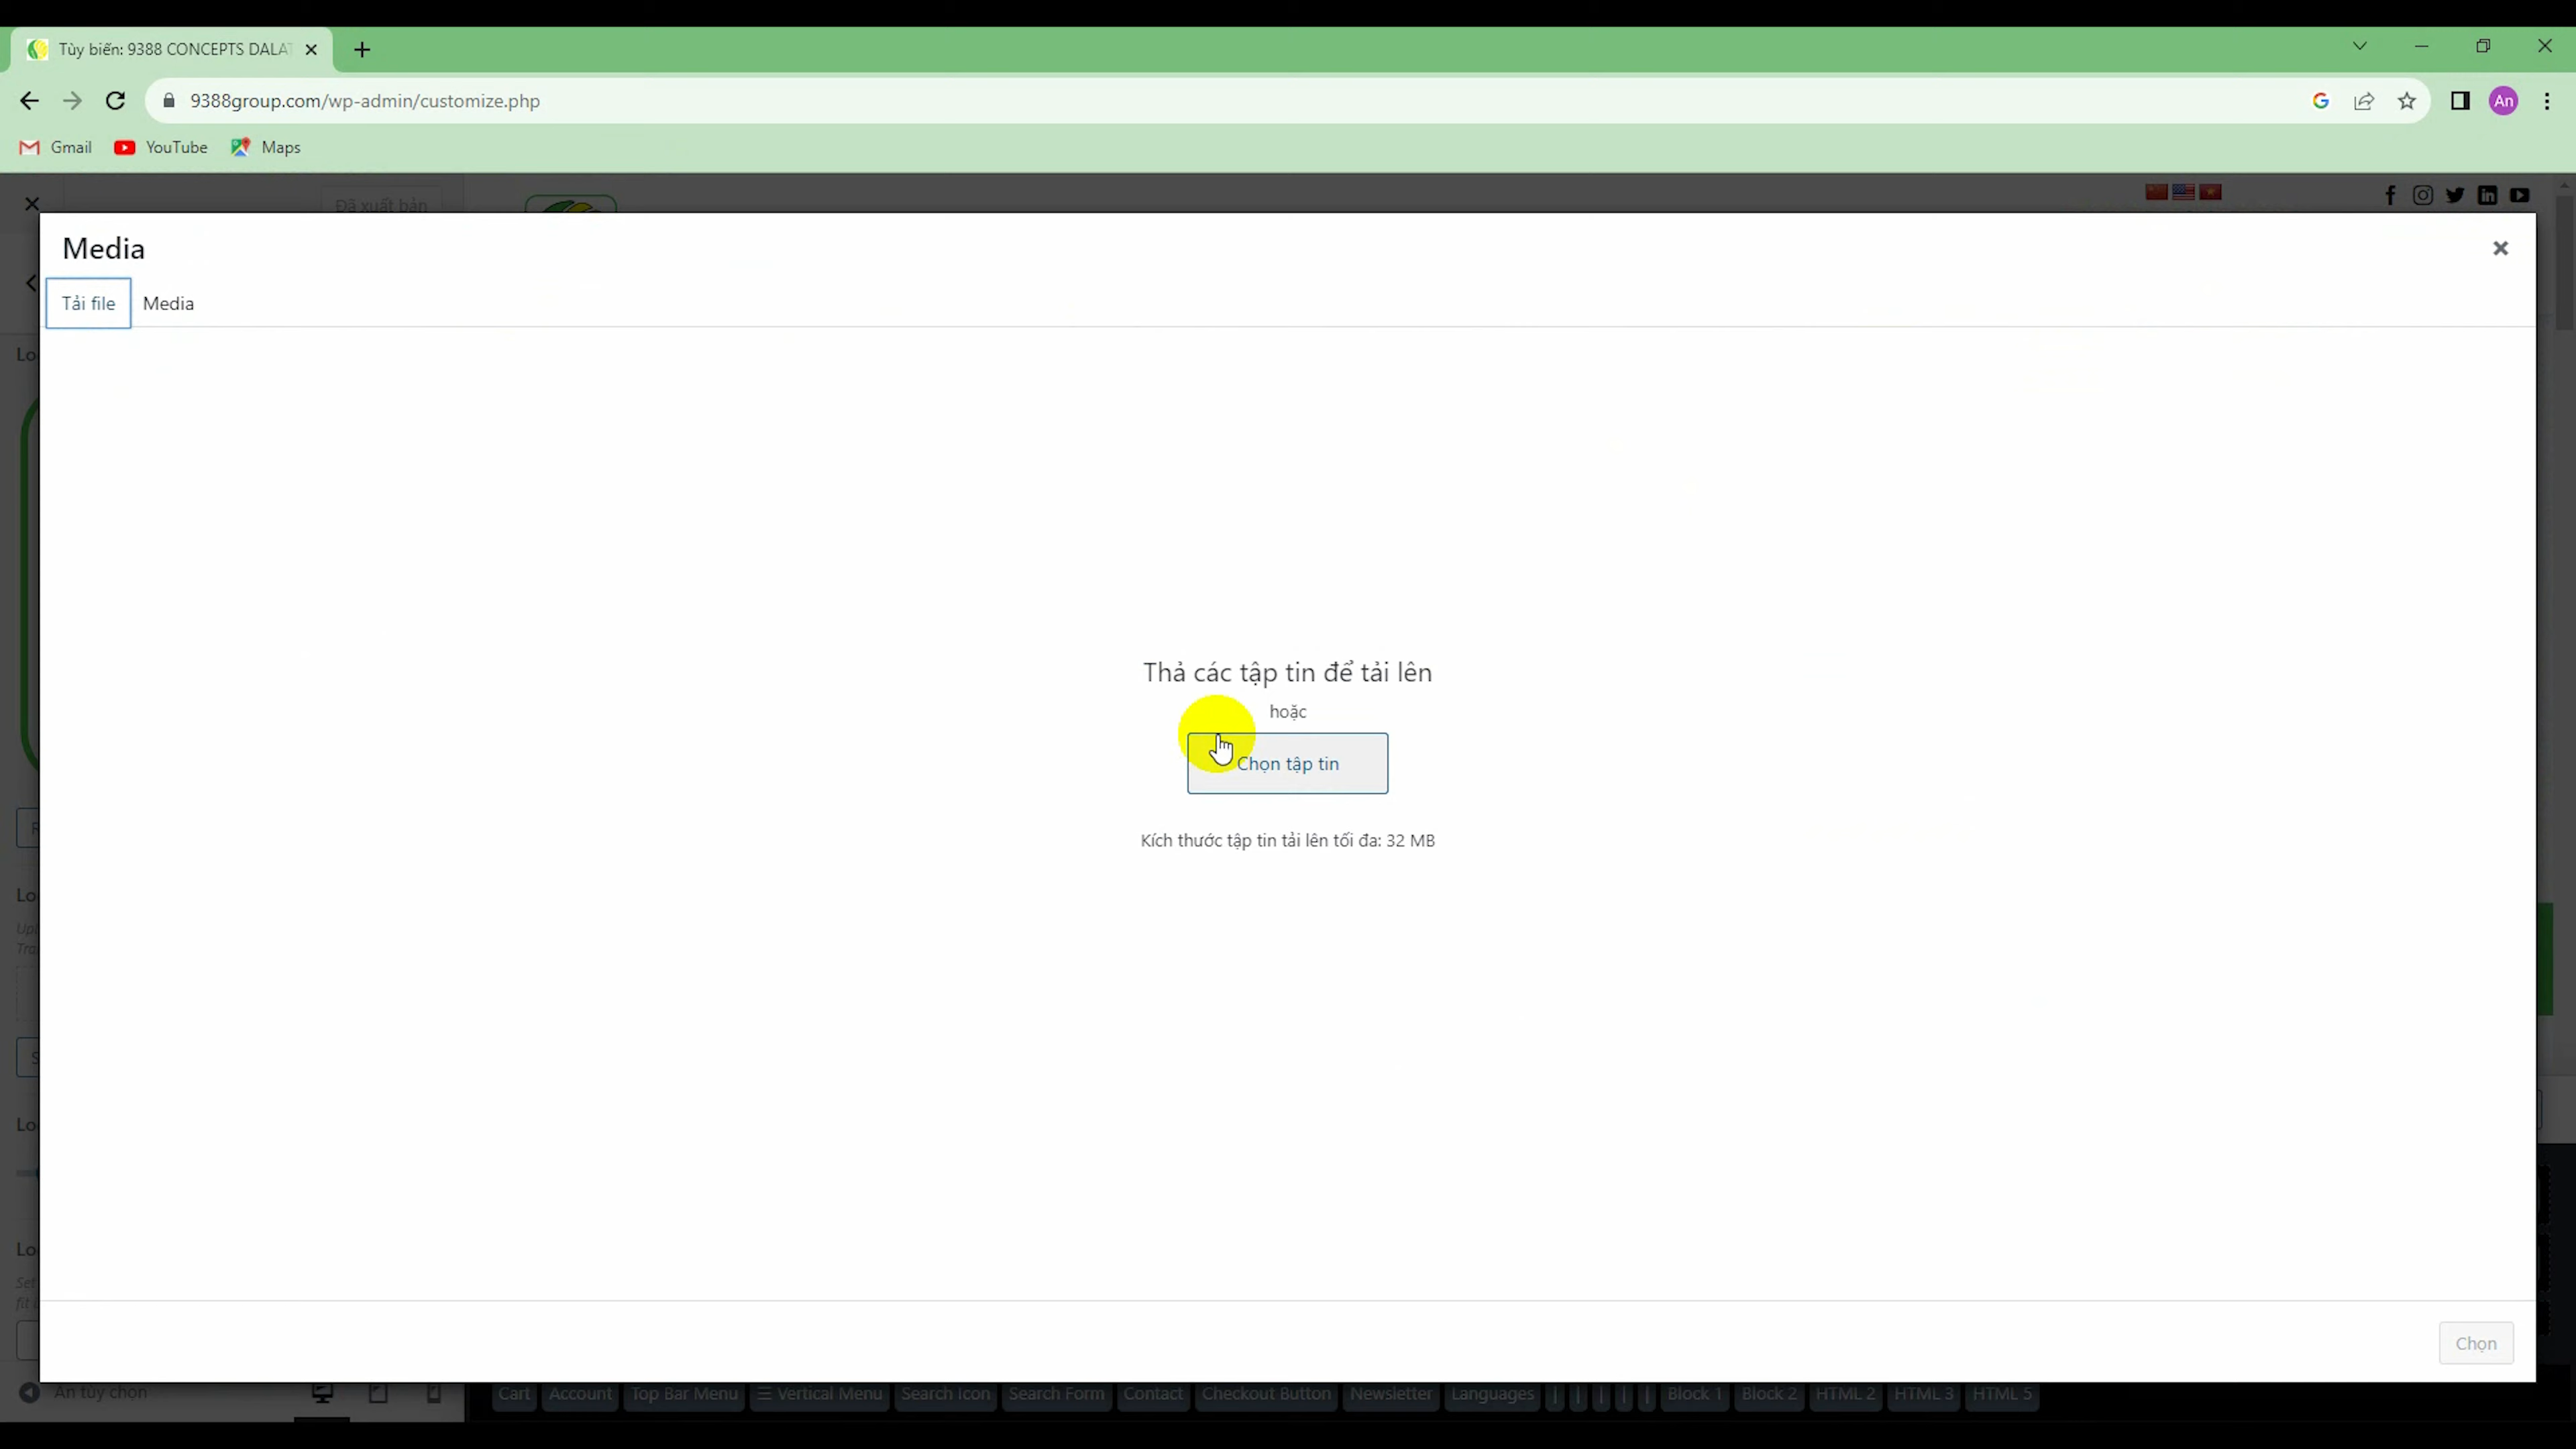 Tùy biến: 9388 CONCEPTS DALAT
9388group.com/wp-admin/customize.php
An
Gmail
YouTube
Maps
Đã xuất bản
Media
Tải file
Media
Thả các tập tin để tải lên
hoặc
Chọn tập tin
Kích thước tập tin tải lên tối đa: 32 MB
Chọn
Ẩn tùy chọn
Cart
Account
Top Bar Menu
Vertical Menu
Search Icon
Search Form
Contact
Checkout Button
Newsletter
Languages
|
|
|
|
|
Block 1
Block 2
HTML 2
HTML 3
HTML 5